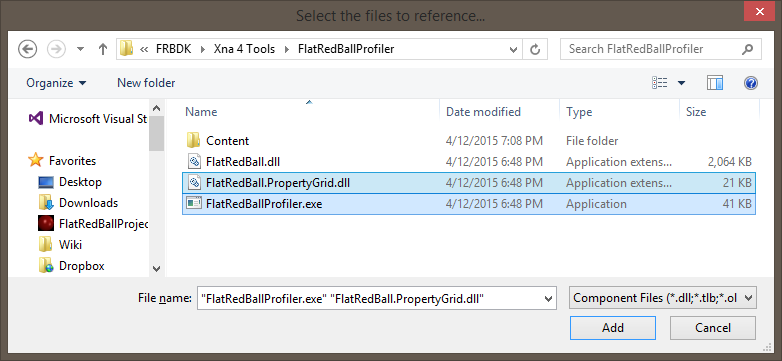 Select the files to reference...
« FRBDK ▸ Xna 4 Tools ▸ FlatRedBallProfiler
Search FlatRedBallProfiler
Organize
New folder
Name Date modified Type Size
Microsoft Visual St
Favorites
Desktop
Downloads
FlatRedBallProjec
Wiki
Dropbox
Content 4/12/2015 7:08 PM File folder
FlatRedBall.dll 4/12/2015 6:48 PM Application extens... 2,064 KB
FlatRedBall.PropertyGrid.dll 4/12/2015 6:48 PM Application extens... 21 KB
FlatRedBallProfiler.exe 4/12/2015 6:48 PM Application 41 KB
File name: "FlatRedBallProfiler.exe" "FlatRedBall.PropertyGrid.dll"
Component Files (*.dll;*.tlb;*.ol
Add
Cancel